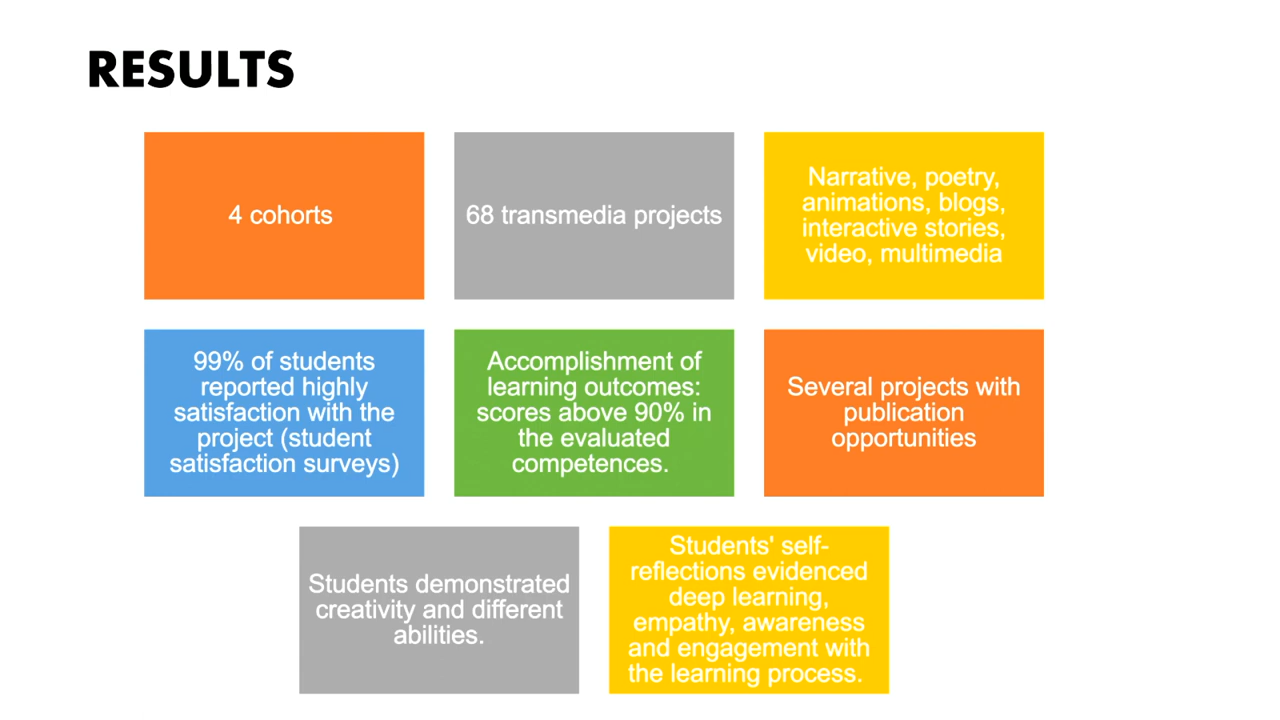 RESULTS
4 cohorts
68 transmedia projects
Narrative, poetry,
animations, blogs,
interactive stories,
video, multimedia
99% of students
reported highly
satisfaction with the
project (student
satisfaction surveys)
Accomplishment of
learning outcomes:
scores above 90% in
the evaluated
competences.
Several projects with
publication
opportunities
Students demonstrated
creativity and different
abilities.
Students' self-
reflections evidenced
deep learning,
empathy, awareness
and engagement with
the learning process.